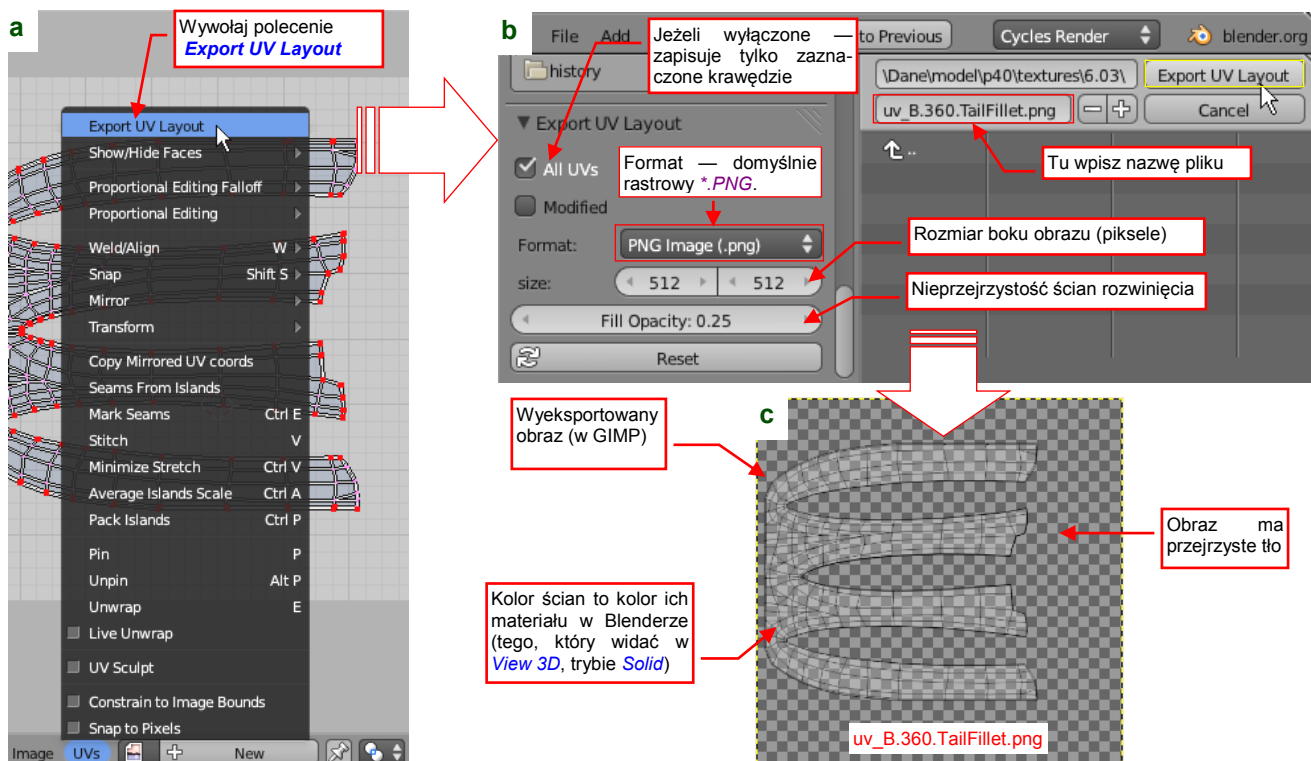 a
Wywołaj polecenie
Export UV Layout
Export UV Layout
Show/Hide Faces
Proportional Editing Falloff
Proportional Editing
Weld/Align W
Snap Shift S
Mirror
Transform
Copy Mirrored UV coords
Seams From Islands
Mark Seams Ctrl E
Stitch V
Minimize Stretch Ctrl V
Average Islands Scale Ctrl A
Pack Islands Ctrl P
Pin P
Unpin Alt P
Unwrap E
Live Unwrap
UV Sculpt
Constrain to Image Bounds
Snap to Pixels
Image UVs New
b
File Add
Jeżeli wyłączone —
zapisuje tylko zazna-
czone krawędzie
to Previous
Cycles Render
blender.org
history
\Dane\model\p40\textures\6.03\
Export UV Layout
uv_B.360.TailFillet.png
Cancel
..
Export UV Layout
All UVs
Format — domyślnie
rastrowy *.PNG.
Tu wpisz nazwę pliku
Modified
Format: PNG Image (.png)
Rozmiar boku obrazu (piksele)
size: 512 512
Nieprzejrzystość ścian rozwinięcia
Fill Opacity: 0.25
Reset
c
Wyeksportowany
obraz (w GIMP)
Obraz ma
przejrzyste tło
Kolor ścian to kolor ich
materiału w Blenderze
(tego, który widać w
View 3D, trybie Solid)
uv_B.360.TailFillet.png